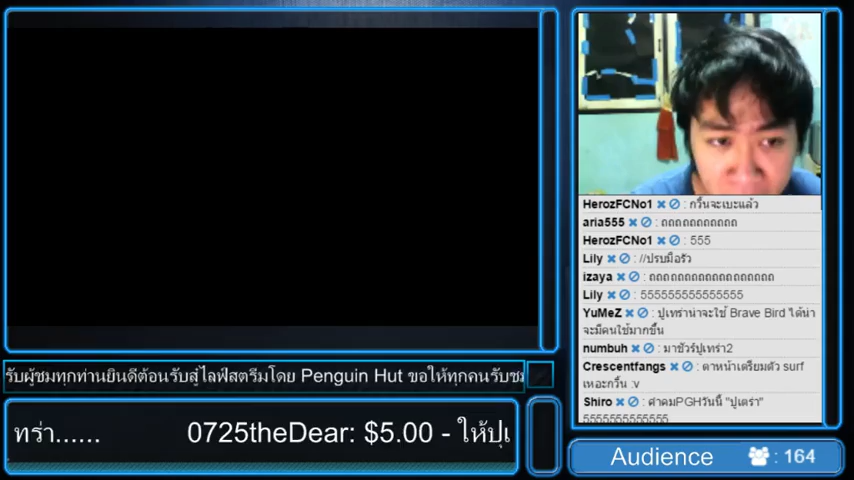 HerozFCNo1 : กวิ้นจะเบะแล้ว
aria555 : ถถถถถถถถถถถ
HerozFCNo1 : 555
Lily : //ปรบมือรัว
izaya : ถถถถถถถถถถถถถถถถถถ
Lily : 555555555555555
YuMeZ : ปูเทร่าน่าจะใช้ Brave Bird ได้น่า
จะมีคนใช้มากขึ้น
numbuh : มาชัวร์ปูเทร่า2
Crescentfangs : ตาหน้าเตรียมตัว surf
เหอะกวิ้น :v
Shiro : ศาคมPGHวันนี้ "ปูเตร่า"
5555555555555
รับผู้ชมทุกท่านยินดีต้อนรับสู่ไลฟ์สตรีมโดย Penguin Hut ขอให้ทุกคนรับชม
ทร่า...... 0725theDear: $5.00 - ให้ปูเ
Audience : 164